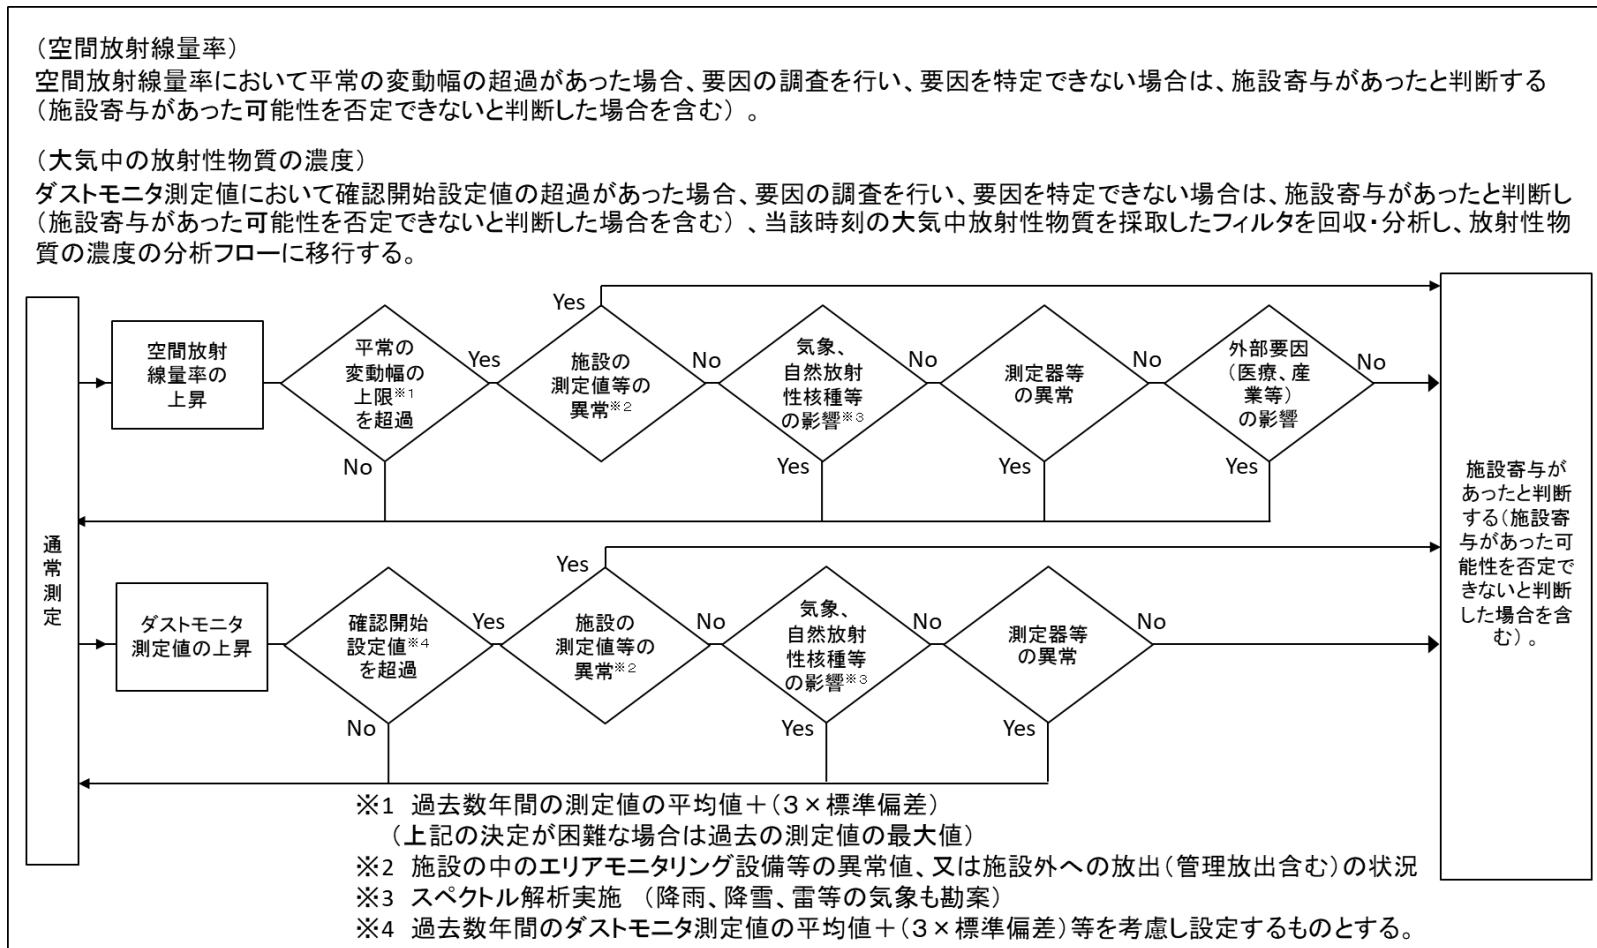 （空間放射線量率）
空間放射線量率において平常の変動幅の超過があった場合、要因の調査を行い、要因を特定できない場合は、施設寄与があったと判断する
（施設寄与があった可能性を否定できないと判断した場合を含む）。
（大気中の放射性物質の濃度）
ダストモニタ測定値において確認開始設定値の超過があった場合、要因の調査を行い、要因を特定できない場合は、施設寄与があったと判断し
（施設寄与があった可能性を否定できないと判断した場合を含む）、当該時刻の大気中放射性物質を採取したフィルタを回収・分析し、放射性物
質の濃度の分析フローに移行する。
通
常
測
定
空間放射
線量率の
上昇
平常の
変動幅の
上限※1
を超過
Yes
No
施設の
測定値等の
異常※2
Yes
No
気象、
自然放射
性核種等
の影響※3
No
Yes
測定器等
の異常
No
Yes
外部要因
（医療、産
業等）
の影響
No
Yes
ダストモニタ
測定値の上昇
確認開始
設定値※4
を超過
Yes
No
施設の
測定値等の
異常※2
Yes
No
気象、
自然放射
性核種等
の影響※3
No
Yes
測定器等
の異常
No
Yes
施設寄与が
あったと判断
する（施設寄
与があった可
能性を否定で
きないと判断
した場合を含
む）。
※1 過去数年間の測定値の平均値＋（３×標準偏差）
（上記の決定が困難な場合は過去の測定値の最大値）
※2 施設の中のエリアモニタリング設備等の異常値、又は施設外への放出（管理放出含む）の状況
※3 スペクトル解析実施 （降雨、降雪、雷等の気象も勘案）
※4 過去数年間のダストモニタ測定値の平均値＋（３×標準偏差）等を考慮し設定するものとする。